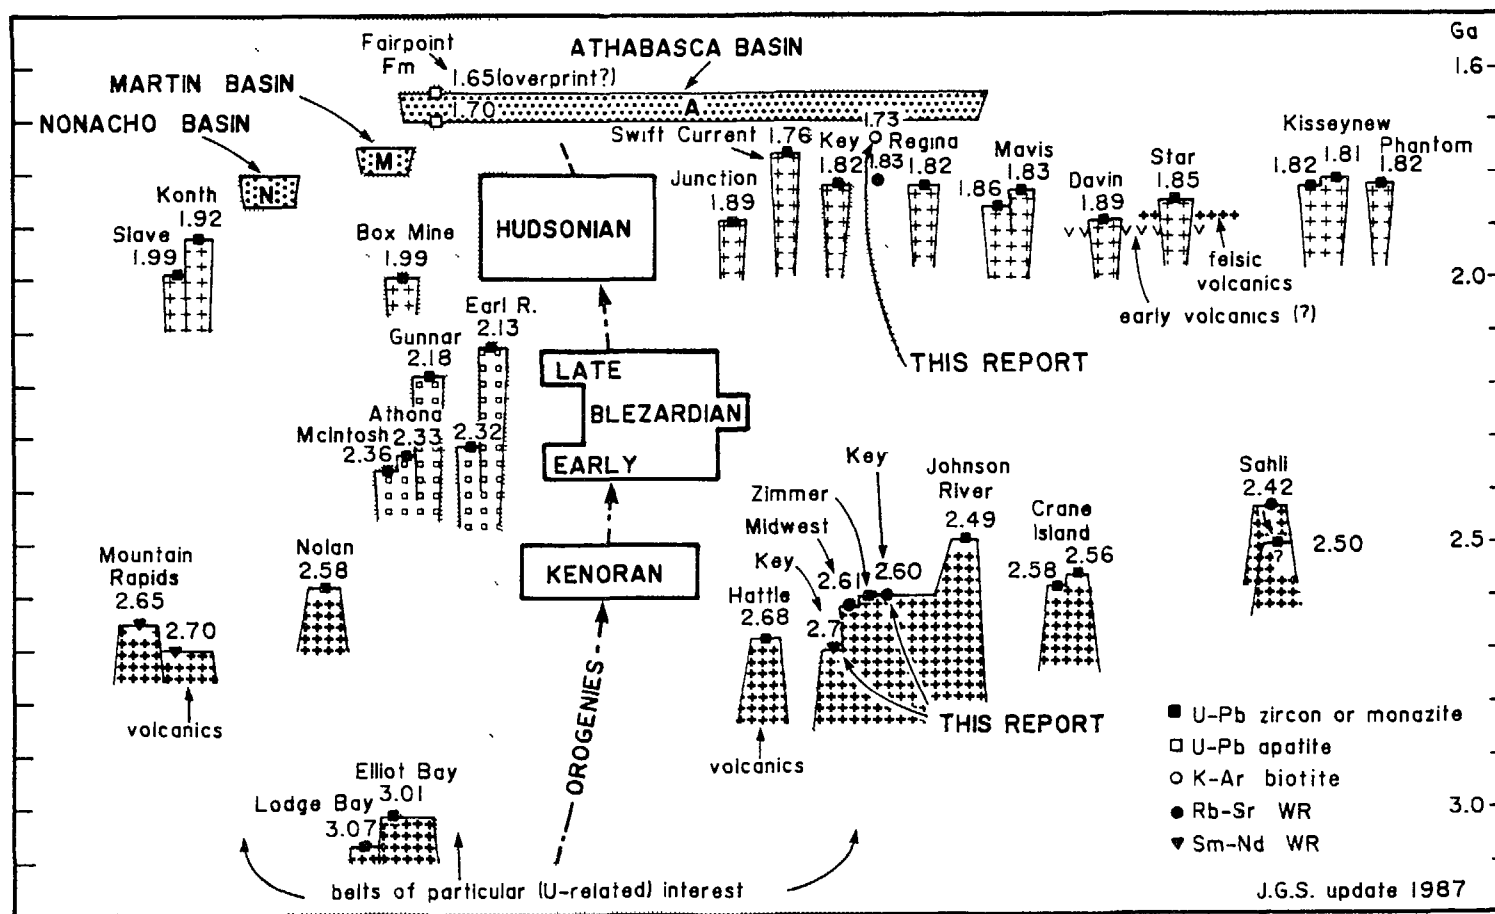 Ga
1.6
2.0
2.5
3.0
Fairpoint
Fm
ATHABASCA BASIN
1.65(overprint?)
1.70
A
MARTIN BASIN
M
NONACHO BASIN
N
Konth
1.92
Slave
1.99
Box Mine
1.99
HUDSONIAN
Swift Current
1.76
Junction
1.89
Key
1.82
1.73
1.83
Regina
1.82
Mavis
1.86
1.83
Davin
1.89
Star
1.85
Kisseynew
1.82
1.81
Phantom
1.82
felsic
volcanics
early volcanics (?)
THIS REPORT
Earl R.
2.13
Gunnar
2.18
Athona
2.33
McIntosh
2.36
2.32
LATE
BLEZARDIAN
EARLY
KENORAN
OROGENIES
Mountain
Rapids
2.65
2.70
volcanics
Nolan
2.58
Elliot Bay
3.01
Lodge Bay
3.07
Hattle
2.68
volcanics
Key
2.7
Midwest
2.61
Zimmer
Key
2.60
Johnson
River
2.49
THIS REPORT
Crane
Island
2.58
2.56
Sahli
2.42
?
2.50
■ U-Pb zircon or monazite
□ U-Pb apatite
○ K-Ar biotite
● Rb-Sr WR
▼ Sm-Nd WR
belts of particular (U-related) interest
J.G.S. update 1987